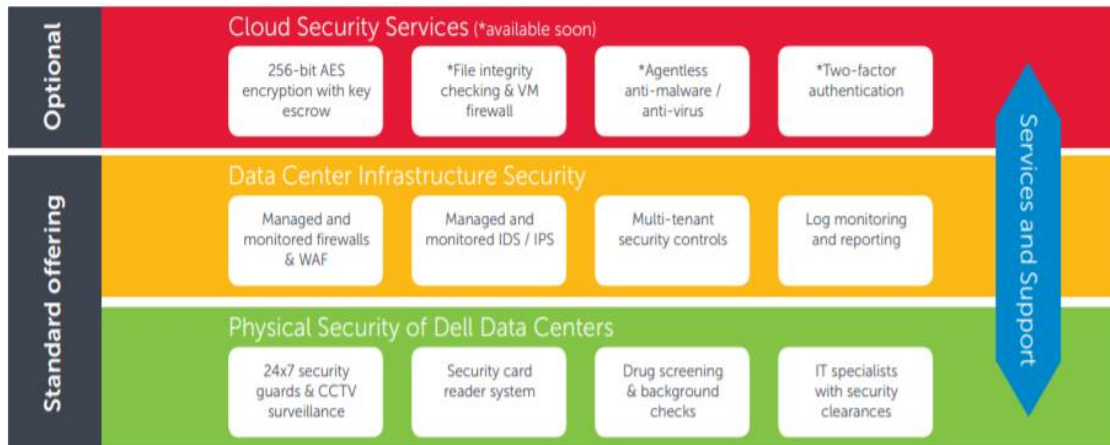 Optional
Cloud Security Services (*available soon)
256-bit AES
encryption with key
escrow
*File integrity
checking & VM
firewall
*Agentless
anti-malware /
anti-virus
*Two-factor
authentication
Standard offering
Data Center Infrastructure Security
Managed and
monitored firewalls
& WAF
Managed and
monitored IDS / IPS
Multi-tenant
security controls
Log monitoring
and reporting
Physical Security of Dell Data Centers
24x7 security
guards & CCTV
surveillance
Security card
reader system
Drug screening
& background
checks
IT specialists
with security
clearances
Services and Support